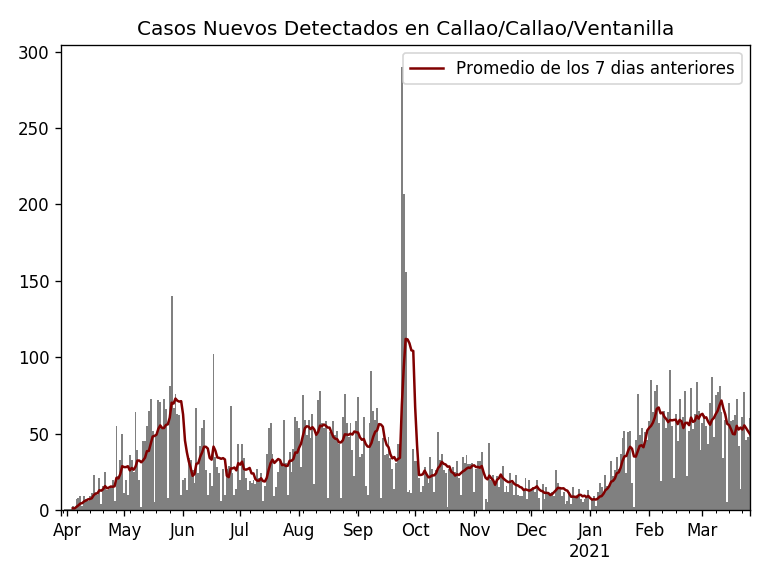 Casos Nuevos Detectados en Callao/Callao/Ventanilla
300
Promedio de los 7 dias anteriores
250
200
150
100
50
0
Apr May Jun Jul Aug Sep Oct Nov Dec Jan Feb Mar
2021